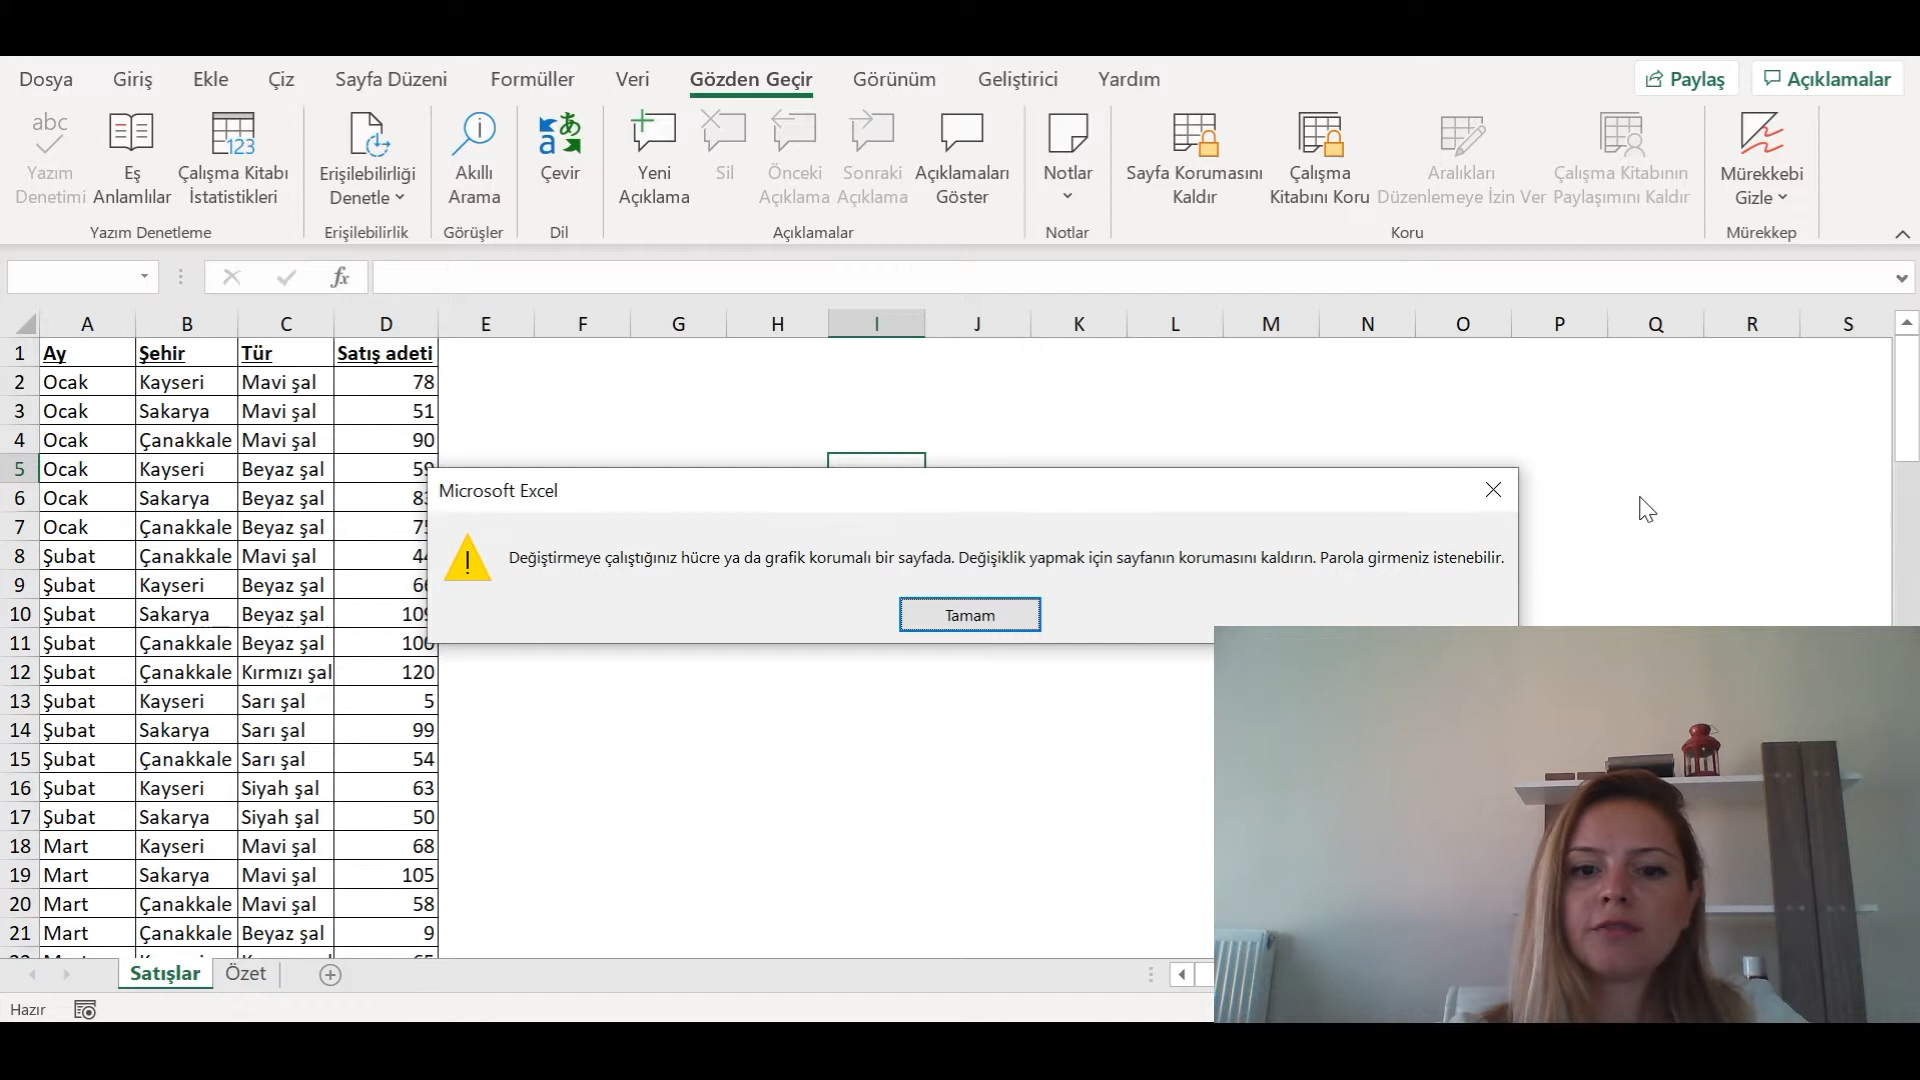 Dosya Giriş Ekle Çiz Sayfa Düzeni Formüller Veri Gözden Geçir Görünüm Geliştirici Yardım Paylaş Açıklamalar
abc 123
Yazım Denetimi
Eş Anlamlılar
Çalışma Kitabı İstatistikleri
Erişilebilirliği Denetle
Akıllı Arama
Çevir
Yeni Açıklama
Sil
Önceki Açıklama
Sonraki Açıklama
Açıklamaları Göster
Notlar
Sayfa Korumasını Kaldır
Çalışma Kitabını Koru
Aralıkları Düzenlemeye İzin Ver
Çalışma Kitabının Paylaşımını Kaldır
Mürekkebi Gizle
Yazım Denetleme Erişilebilirlik Görüşler Dil Açıklamalar Notlar Koru Mürekkep
fx
A B C D E F G H I J K L M N O P Q R S
1 Ay Şehir Tür Satış adeti
2 Ocak Kayseri Mavi şal 78
3 Ocak Sakarya Mavi şal 51
4 Ocak Çanakkale Mavi şal 90
5 Ocak Kayseri Beyaz şal 59
6 Ocak Sakarya Beyaz şal
7 Ocak Çanakkale Beyaz şal
8 Şubat Çanakkale Mavi şal
9 Şubat Kayseri Beyaz şal
10 Şubat Sakarya Beyaz şal
11 Şubat Çanakkale Beyaz şal 100
12 Şubat Çanakkale Kırmızı şal 120
13 Şubat Kayseri Sarı şal 5
14 Şubat Sakarya Sarı şal 99
15 Şubat Çanakkale Sarı şal 54
16 Şubat Kayseri Siyah şal 63
17 Şubat Sakarya Siyah şal 50
18 Mart Kayseri Mavi şal 68
19 Mart Sakarya Mavi şal 105
20 Mart Çanakkale Mavi şal 58
21 Mart Çanakkale Beyaz şal 9
Microsoft Excel
Değiştirmeye çalıştığınız hücre ya da grafik korumalı bir sayfada. Değişiklik yapmak için sayfanın korumasını kaldırın. Parola girmeniz istenebilir.
Tamam
Satışlar Özet
Hazır